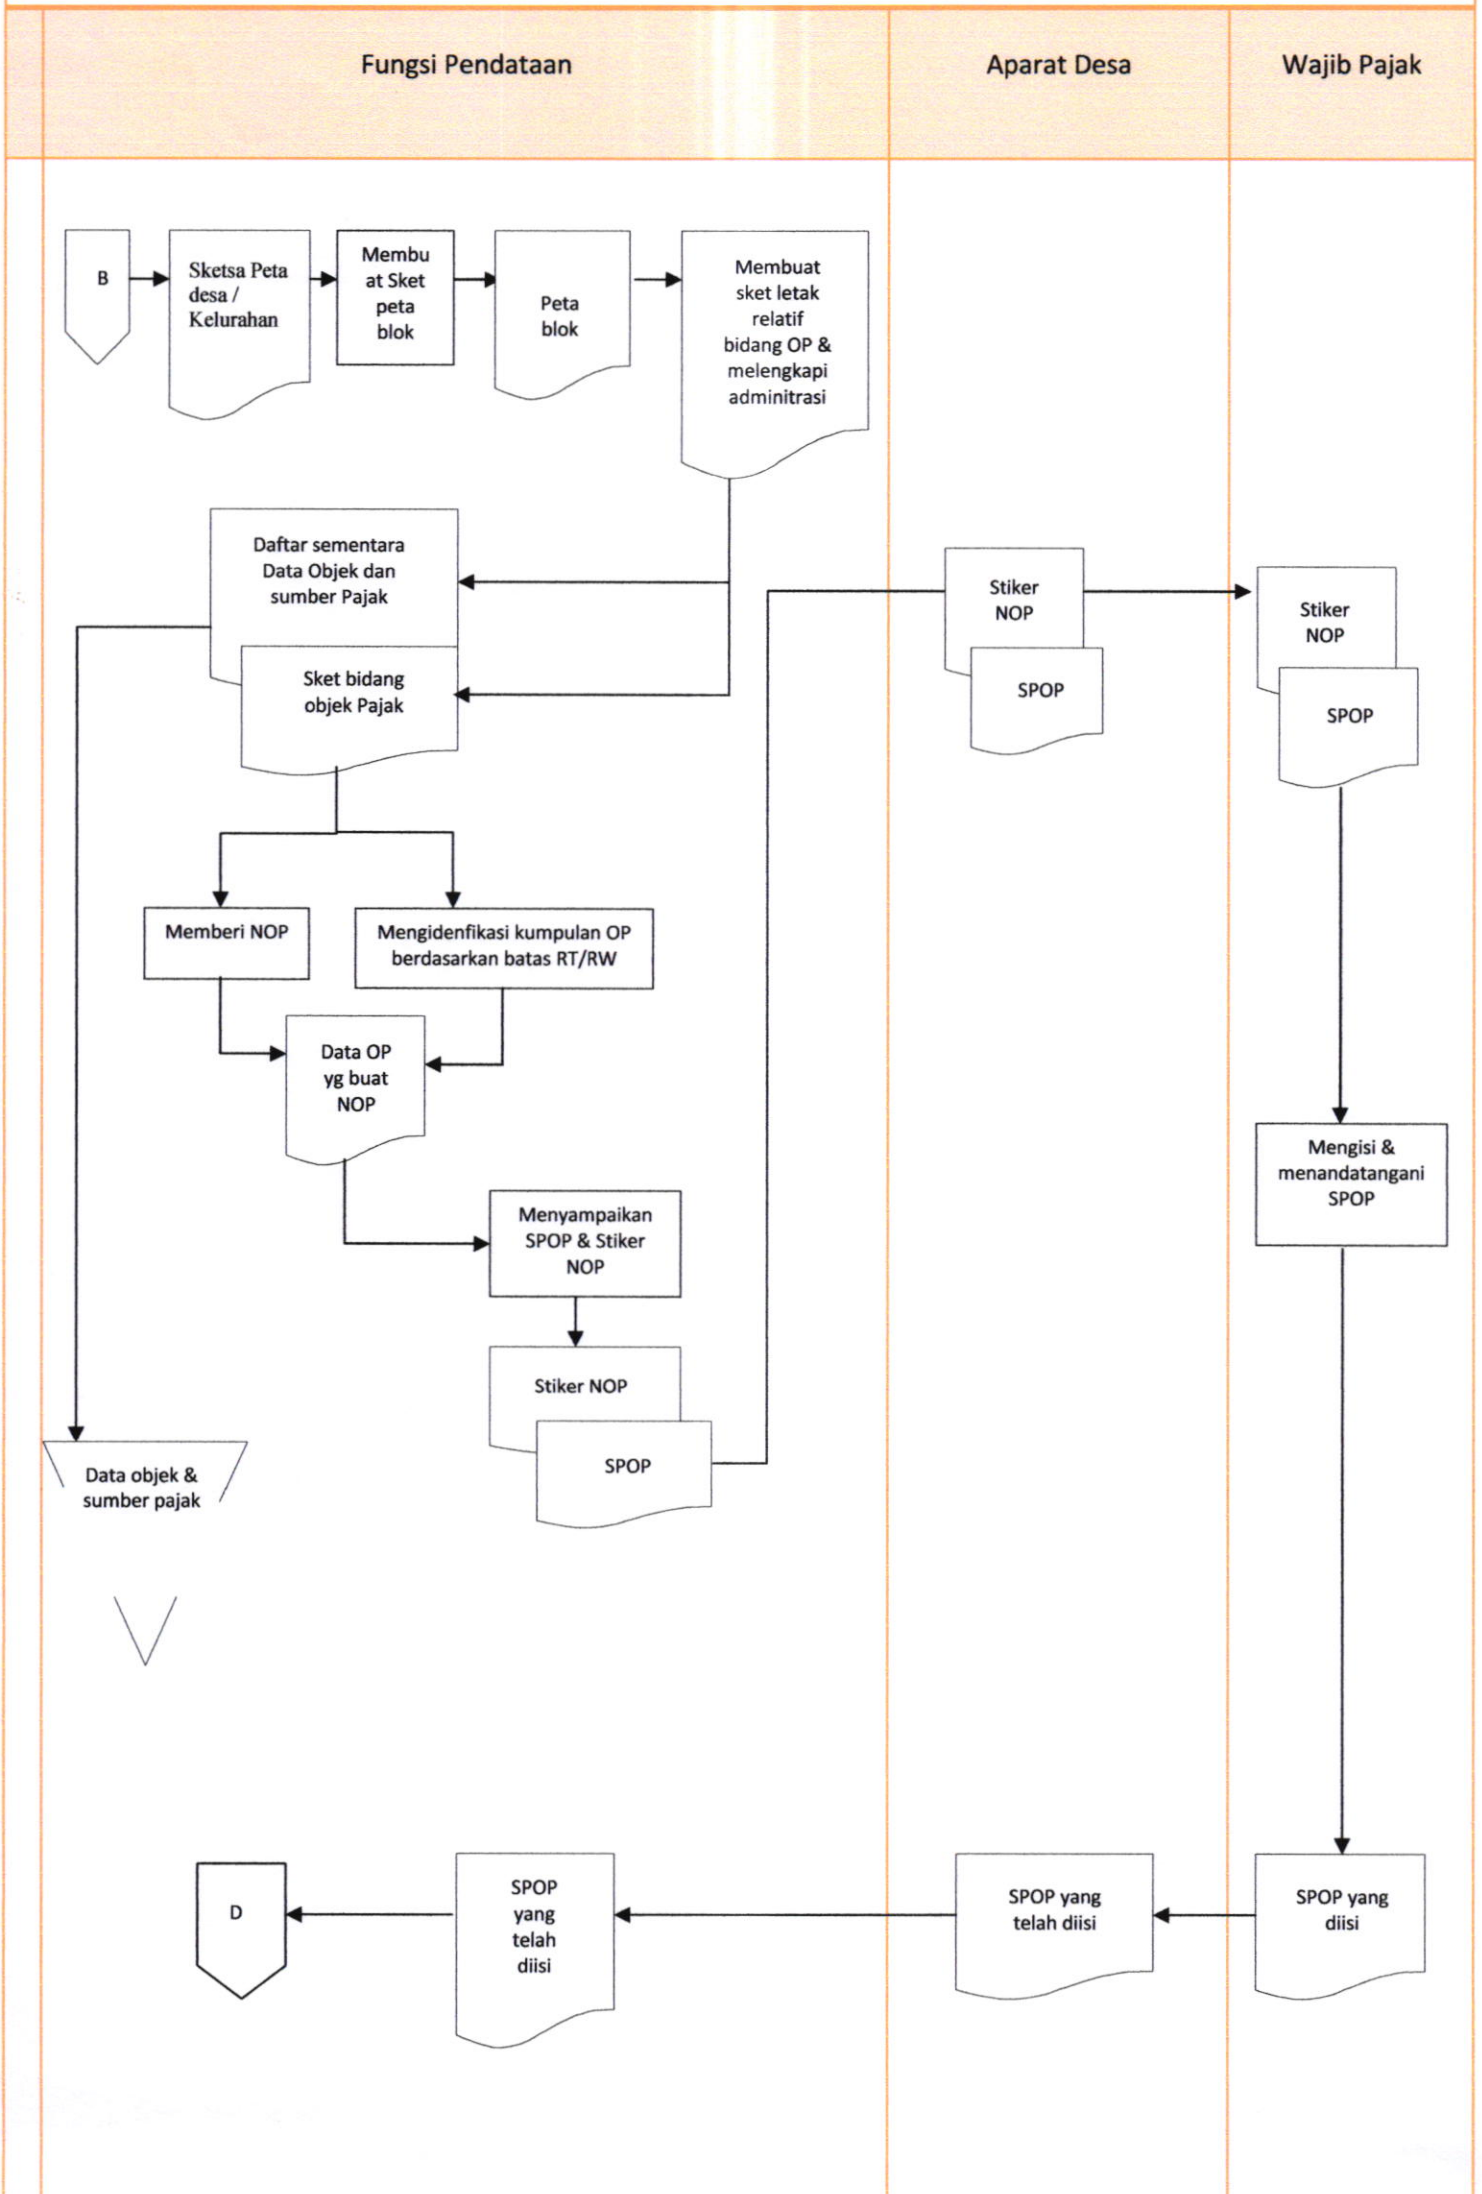 Fungsi Pendataan
Aparat Desa
Wajib Pajak
B
Sketsa Peta
desa /
Kelurahan
Membu
at Sket
peta
blok
Peta
blok
Membuat
sket letak
relatif
bidang OP &
melengkapi
adminitrasi
Daftar sementara
Data Objek dan
sumber Pajak
Sket bidang
objek Pajak
Stiker
NOP
SPOP
Stiker
NOP
SPOP
Memberi NOP
Mengidenfikasi kumpulan OP
berdasarkan batas RT/RW
Data OP
yg buat
NOP
Mengisi &
menandatangani
SPOP
Menyampaikan
SPOP & Stiker
NOP
Stiker NOP
SPOP
Data objek &
sumber pajak
D
SPOP
yang
telah
diisi
SPOP yang
telah diisi
SPOP yang
diisi